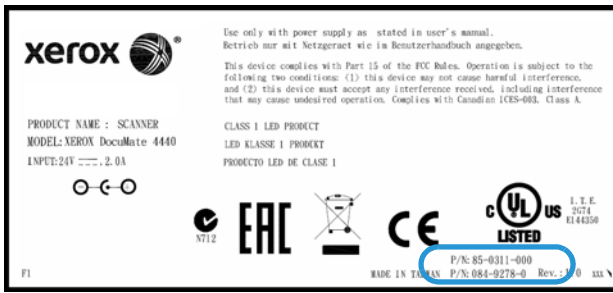 xerox
Use only with power supply as stated in user's manual.
Betrieb nur mit Netzgeraet wie im Benutzerhandbuch angegeben.
This device complies with Part 15 of the FCC Rules. Operation is subject to the
following two conditions: (1) this device may not cause harmful interference,
and (2) this device must accept any interference received, including interference
that may cause undesired operation. Complies with Canadian ICES-003, Class A.
PRODUCT NAME : SCANNER
MODEL: XEROX DocuMate 4440
INPUT:24V 2.0A
CLASS 1 LED PRODUCT
LED KLASSE 1 PRODUKT
PRODUCTO LED DE CLASE 1
N712
EAC
CE
C UL US
LISTED
I.T.E.
2G74
E144350
P/N: 85-0311-000
F1
MADE IN TAIWAN P/N: 084-9278-0 Rev.: 0 xxx